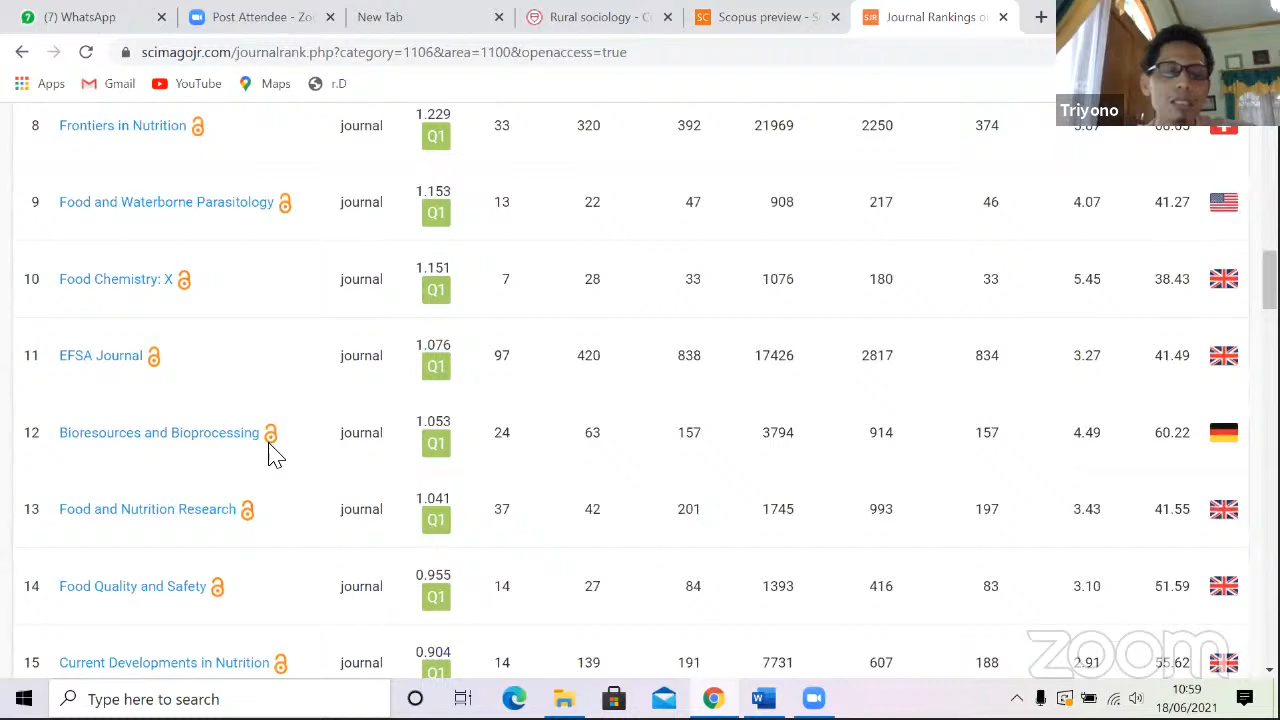 (7) WhatsApp
Post Attendee - Zo
New Tab
Rural sociology - C
Scopus preview - S
Journal Rankings o
scimagojr.com/journalrank.php?category=1106&area=1100&openaccess=true
Apps
Gmail
YouTube
Maps
r.D
Triyono
8 Frontiers in Nutrition journal 1.229 Q1 33 320 392 21969 2250 374
9 Food and Waterborne Parasitology journal 1.153 Q1 13 22 47 908 217 46 4.07 41.27
10 Food Chemistry: X journal 1.151 Q1 7 28 33 1076 180 33 5.45 38.43
11 EFSA Journal journal 1.076 Q1 97 420 838 17426 2817 834 3.27 41.49
12 Bioresources and Bioprocessing journal 1.053 Q1 24 63 157 3794 914 157 4.49 60.22
13 Food and Nutrition Research journal 1.041 Q1 37 42 201 1745 993 197 3.43 41.55
14 Food Quality and Safety journal 0.955 Q1 14 27 84 1393 416 83 3.10 51.59
15 Current Developments in Nutrition journal 0.904 Q1 14 139 191 7731 607 188 2.91 55.62
zoom
Type here to search
10:59
18/06/2021